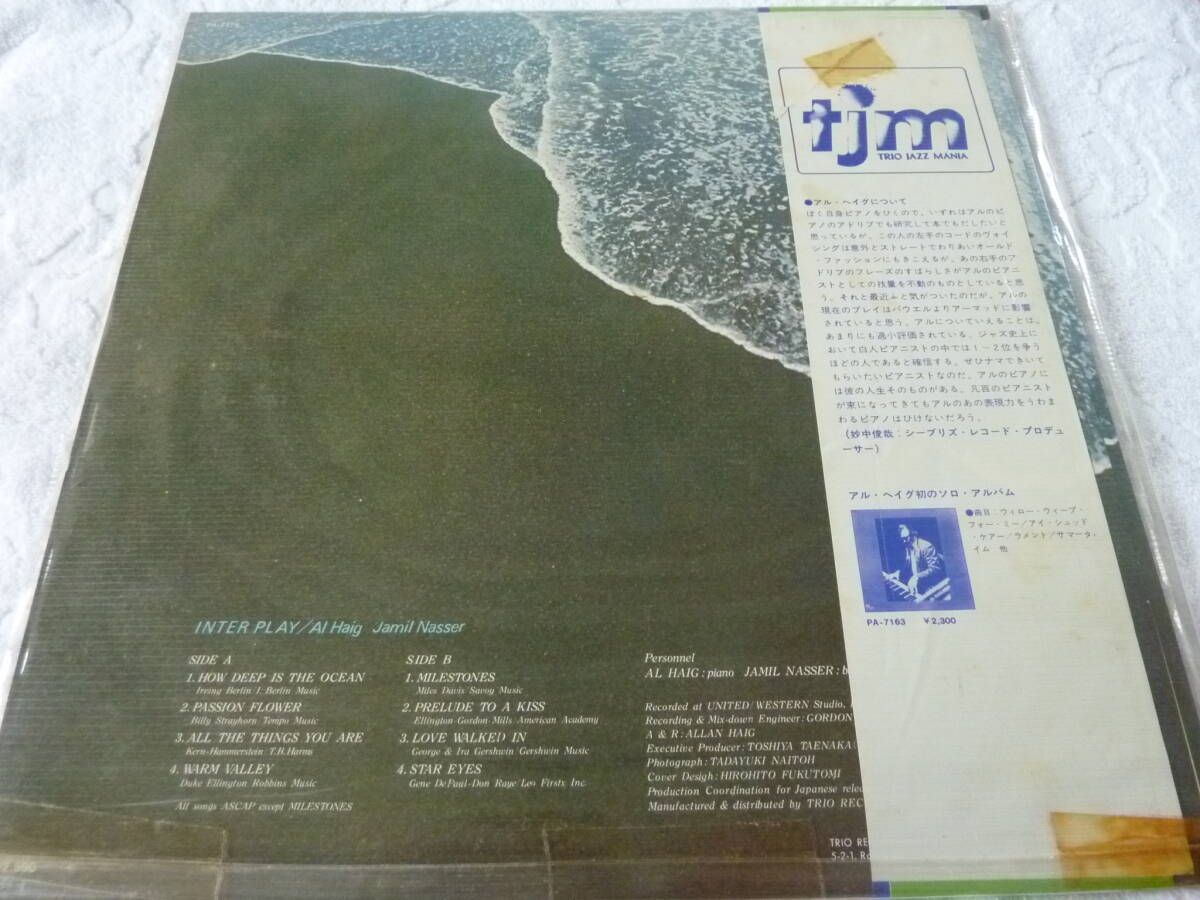 PA-7175
tjm
TRIO JAZZ MANIA
●アル・ヘイグについて
ぼく自身ピアノをひくので、いずれはアルのピ
アノのアドリブでも研究して本でもだしたいと
思っているが、この人の左手のコードのヴォイ
シングは意外とストレートでわりあいオールド
・ファッションにもきこえるが、あの右手のア
ドリブのフレーズのすばらしさがアルのピアニ
ストとしての技量を不動のものとしていると思
う。それと最近ふと気がついたのだが、アルの
現在のプレイはパウエルよりアーマッドに影響
されていると思う。アルについていえることは、
あまりにも過小評価されている。ジャズ史上に
おいて白人ピアニストの中では1~2位を争う
ほどの人であると確信する。ぜひナマできいて
もらいたいピアニストなのだ。アルのピアノに
は彼の人生そのものがある。凡百のピアニスト
が束になってきてもアルのあの表現力をうわま
わるピアノはひけないだろう。
(妙中俊哉:シーブリズ・レコード・プロデュ
ーサー)
アル・ヘイグ初のソロ・アルバム
●曲目:ウィロー・ウィープ・
フォー・ミー/アイ・シュッド
・ケアー/ラメント/サマータ
イム 他
PA-7163 ¥2,300
INTER PLAY/Al Haig Jamil Nasser
SIDE A
1. HOW DEEP IS THE OCEAN
Irving Berlin I. Berlin Music
2. PASSION FLOWER
Billy Strayhorn Tempo Music
3. ALL THE THINGS YOU ARE
Kern-Hammerstein T.B.Harms
4. WARM VALLEY
Duke Ellington Robbins Music
All songs ASCAP except MILESTONES
SIDE B
1. MILESTONES
Miles Davis Savoy Music
2. PRELUDE TO A KISS
Ellington-Gordon-Mills American Academy
3. LOVE WALKED IN
George & Ira Gershwin Gershwin Music
4. STAR EYES
Gene DePaul-Don Raye Leo Firstx Inc.
Personnel
AL HAIG : piano JAMIL NASSER : b
Recorded at UNITED/WESTERN Studio,
Recording & Mix-down Engineer : GORDON
A & R : ALLAN HAIG
Executive Producer : TOSHIYA TAENAKA
Photograph : TADAYUKI NAITOH
Cover Design : HIROHITO FUKUTOMI
Production Coordination for Japanese relea
Manufactured & distributed by TRIO REC
TRIO RE
5-2-1, Ro